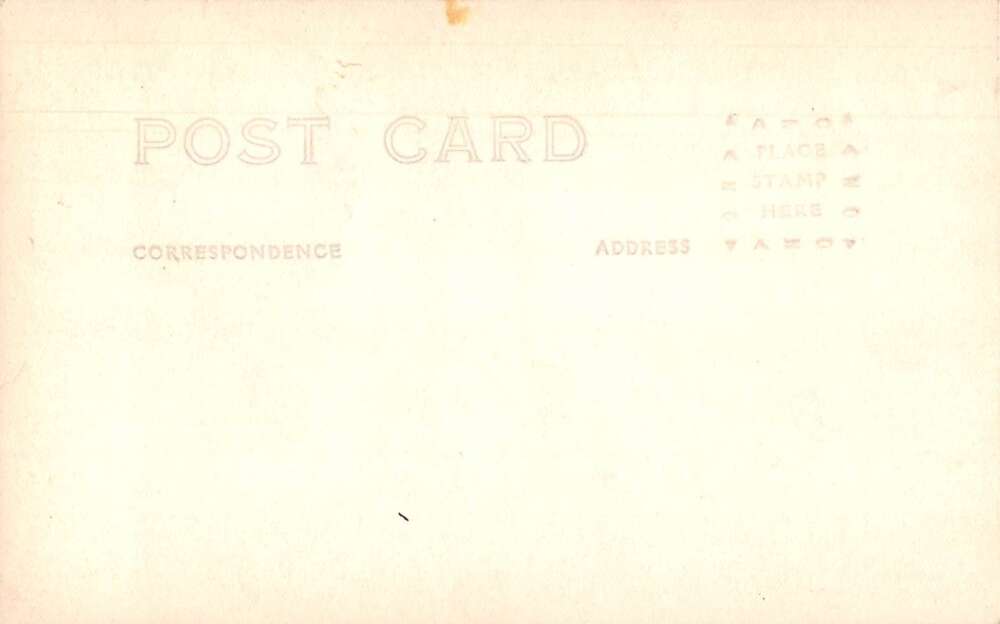 POST CARD
PLACE
STAMP
HERE
CORRESPONDENCE
ADDRESS